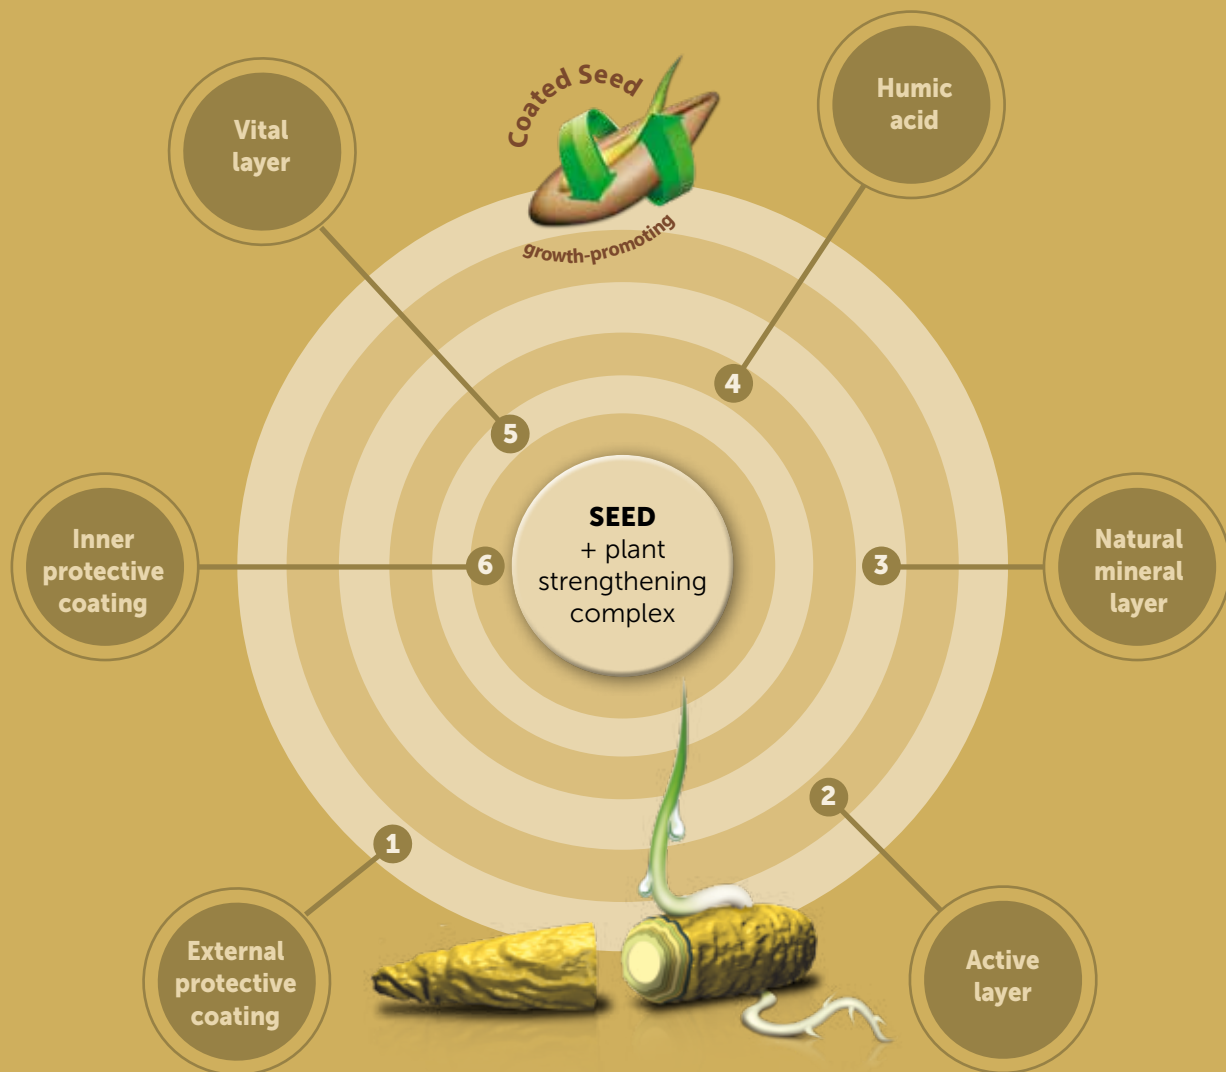 Coated Seed
growth-promoting
Vital
layer
Humic
acid
4
5
Inner
protective
coating
6
SEED
+ plant
strengthening
complex
3
Natural
mineral
layer
2
1
External
protective
coating
Active
layer